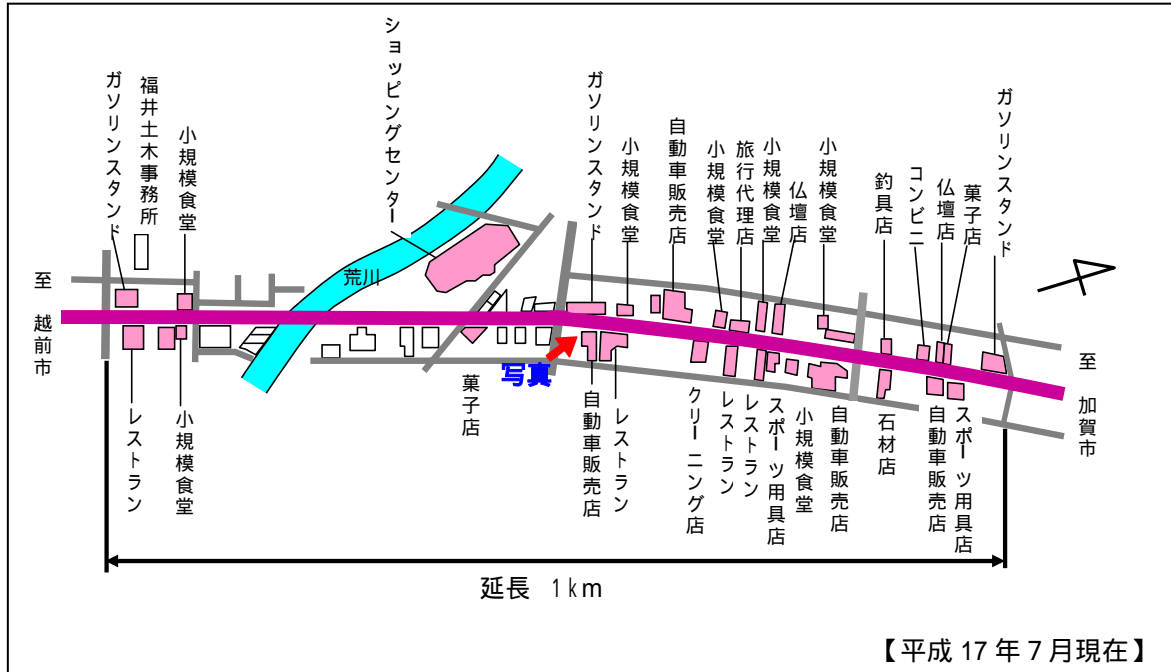 ガソリンスタンド
福井土木事務所
小規模食堂
ショッピングセンター
ガソリンスタンド
小規模食堂
自動車販売店
小規模食堂
旅行代理店
小規模食堂
仏壇店
小規模食堂
釣具店
コンビニ
仏壇店
菓子店
ガソリンスタンド
荒川
至 越前市
至 加賀市
写真
レストラン
小規模食堂
菓子店
自動車販売店
レストラン
クリーニング店
レストラン
レストラン
スポーツ用具店
小規模食堂
自動車販売店
石材店
自動車販売店
スポーツ用具店
延長 1km
【平成17年7月現在】